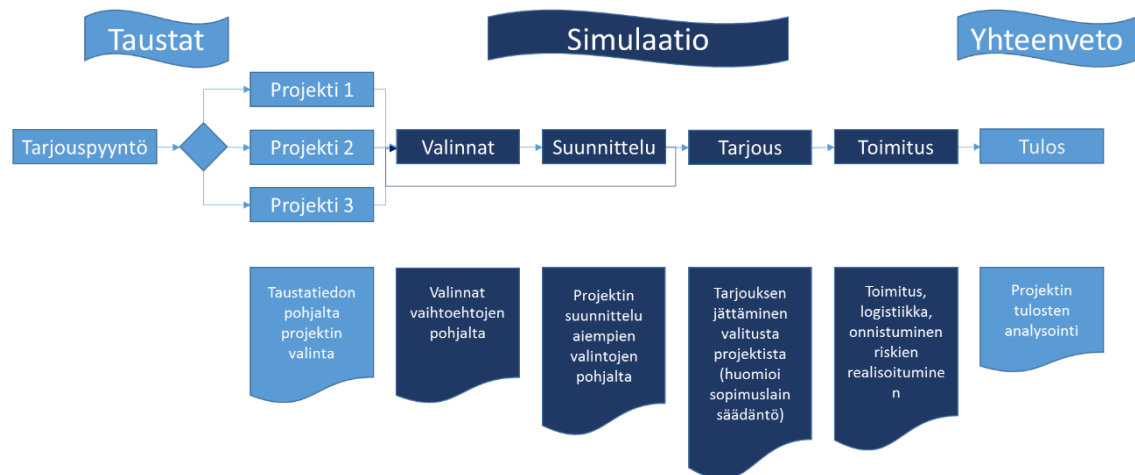 Taustat
Simulaatio
Yhteenveto
Projekti 1
Tarjouspyyntö
Projekti 2
Valinnat
Suunnittelu
Tarjous
Toimitus
Tulos
Projekti 3
Taustatiedon
pohjalta
projektin
valinta
Valinnat
vaihtoehtojen
pohjalta
Projektin
suunnittelu
aiempien
valintojen
pohjalta
Tarjouksen
jättäminen
valitusta
projektista
(huomioi
sopimuslain
säädäntö)
Toimitus,
logistiikka,
onnistuminen
riskien
realisoitumine
n
Projektin
tulosten
analysointi